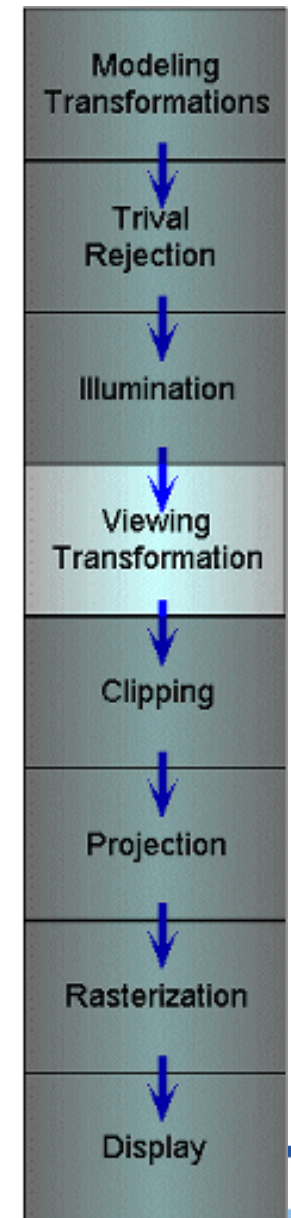 Modeling
Transformations
Trival
Rejection
Illumination
Viewing
Transformation
Clipping
Projection
Rasterization
Display